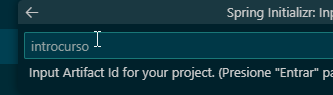 Spring Initializr: Inp
introcurso
Input Artifact Id for your project. (Presione "Entrar" pa